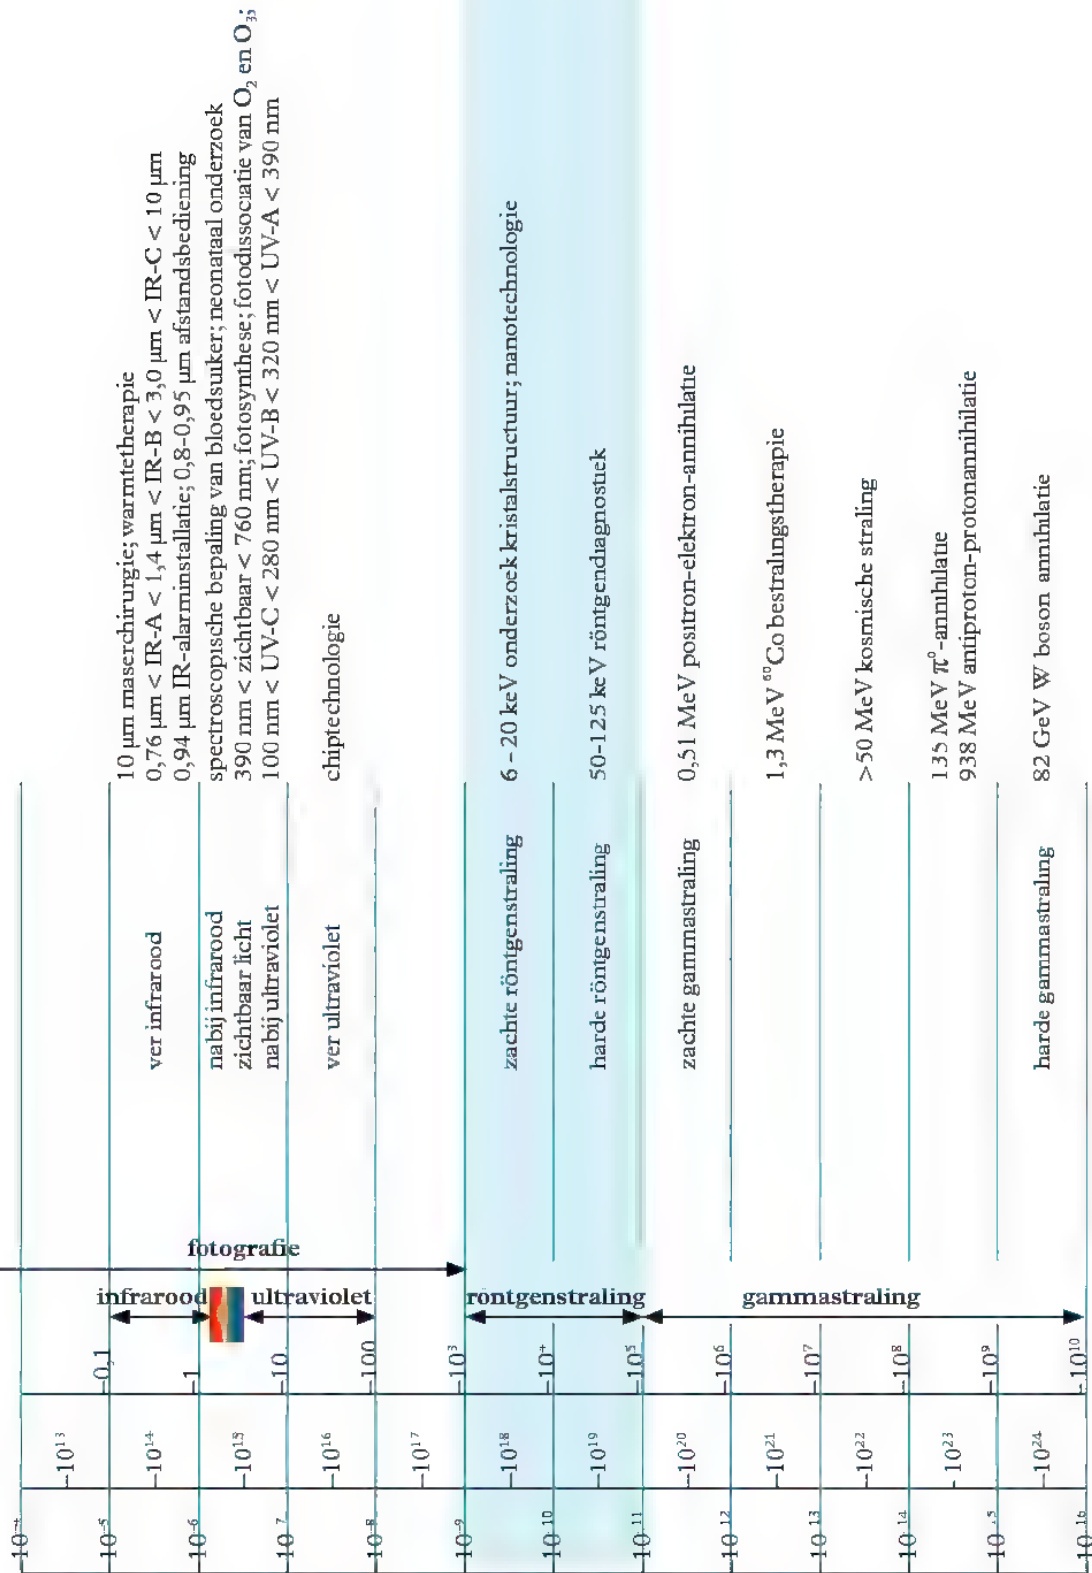 10 µm maserchirurgie; warmtetherapie
0,76 µm < IR-A < 1,4 µm < IR-B < 3,0 µm < IR-C < 10 µm
0,94 µm IR-alarminstallatie; 0,8-0,95 µm afstandsbediening
spectroscopische bepaling van bloedsuiker; neonataal onderzoek
390 nm < zichtbaar < 760 nm; fotosynthese; fotodissociatie van O₂ en O₃;
100 nm < UV-C < 280 nm < UV-B < 320 nm < UV-A < 390 nm
chiptechnologie
6 – 20 keV onderzoek kristalstructuur; nanotechnologie
50-125 keV röntgendiagnostiek
0,51 MeV positron-elektron-annihilatie
1,3 MeV ⁶⁰Co bestralingstherapie
>50 MeV kosmische straling
135 MeV π⁰-annihilatie
938 MeV antiproton-protonannihilatie
82 GeV W boson annihilatie
ver infrarood
nabij infrarood
zichtbaar licht
nabij ultraviolet
ver ultraviolet
zachte röntgenstraling
harde röntgenstraling
zachte gammastraling
harde gammastraling
fotografie
infrarood
ultraviolet
röntgenstraling
gammastraling
0,1
1
10
100
10³
10⁴
10⁵
10⁶
10⁷
10⁸
10⁹
10¹⁰
10¹³
10¹⁴
10¹⁵
10¹⁶
10¹⁷
10¹⁸
10¹⁹
10²⁰
10²¹
10²²
10²³
10²⁴
10⁻⁴
10⁻⁵
10⁻⁶
10⁻⁷
10⁻⁸
10⁻⁹
10⁻¹⁰
10⁻¹¹
10⁻¹²
10⁻¹³
10⁻¹⁴
10⁻¹⁵
10⁻¹⁶